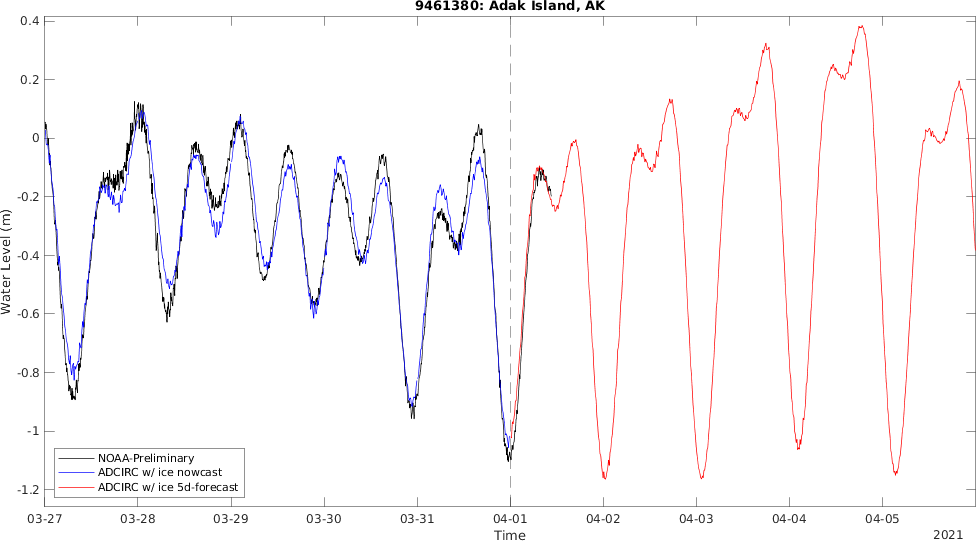 9461380: Adak Island, AK
0.4
0.2
0
-0.2
-0.4
-0.6
-0.8
-1
-1.2
Water Level (m)
NOAA-Preliminary
ADCIRC w/ ice nowcast
ADCIRC w/ ice 5d-forecast
03-27 03-28 03-29 03-30 03-31 04-01 04-02 04-03 04-04 04-05
Time
2021